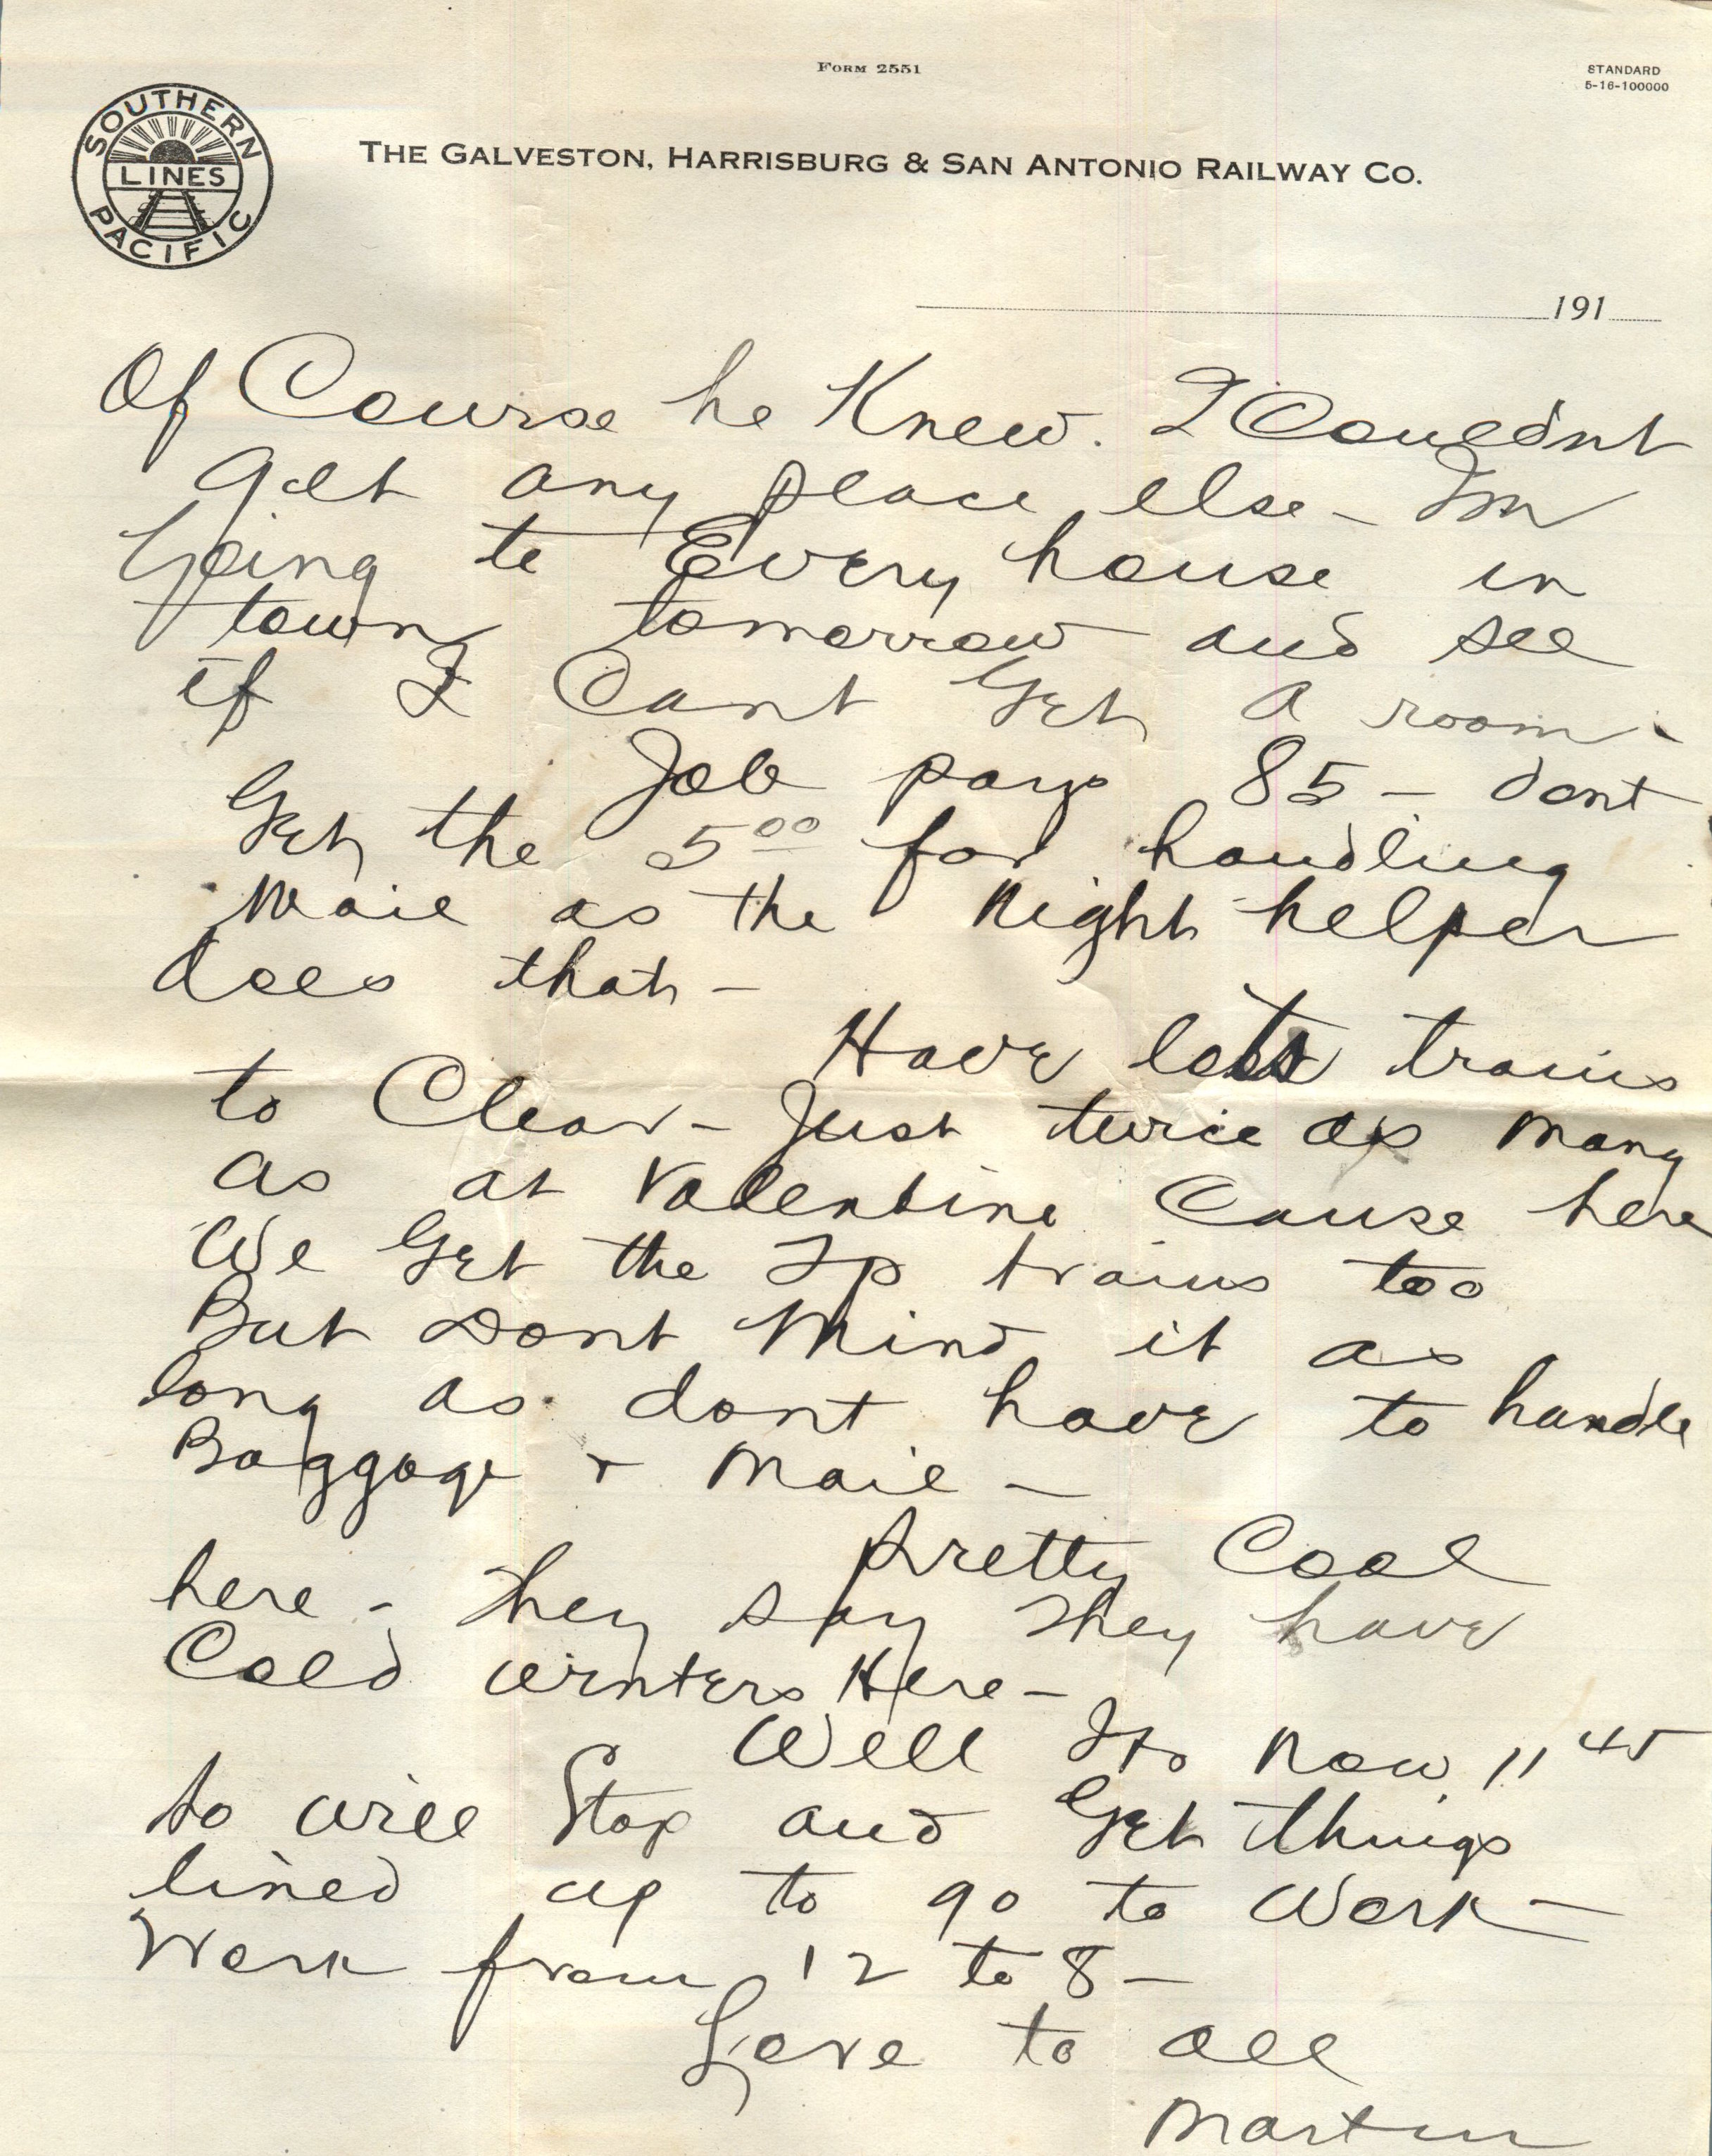 FORM 2551
STANDARD
5-16-100000
SOUTHERN
LINES
PACIFIC
THE GALVESTON, HARRISBURG & SAN ANTONIO RAILWAY CO.
191
Of Course he Knew. I Couldnt
get any place else - Im
Going to Every house in
town tomorrow and see
if I Cant Get a room -
Job pays 85 - dont
Get the 5 00 for handling
Mail as the Night helper
does that -
Have lots trains
to Clear - Just twice as many
as at Valentine Cause here
We Get the Tp trains too
But Dont Mind it as
long as dont have to handle
Baggage + Mail -
Pretty Cool
here - They say They have
Cold winters Here -
Well Its Now 11 45
so will Stop and Get things
lined up to go to Work -
Work from 12 to 8 -
Love to all
Martin